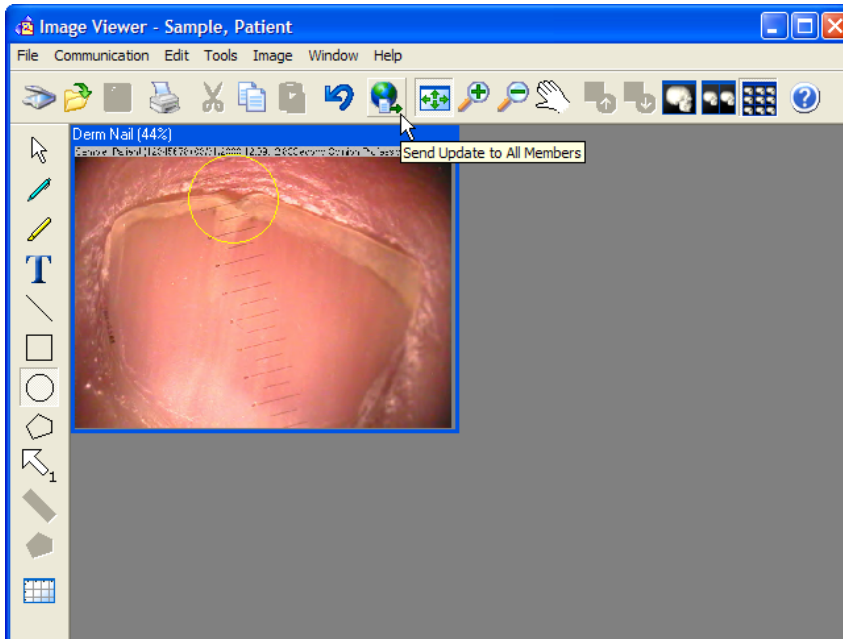 Image Viewer - Sample, Patient
File Communication Edit Tools Image Window Help
Derm Nail (44%)
Send Update to All Members
T
1